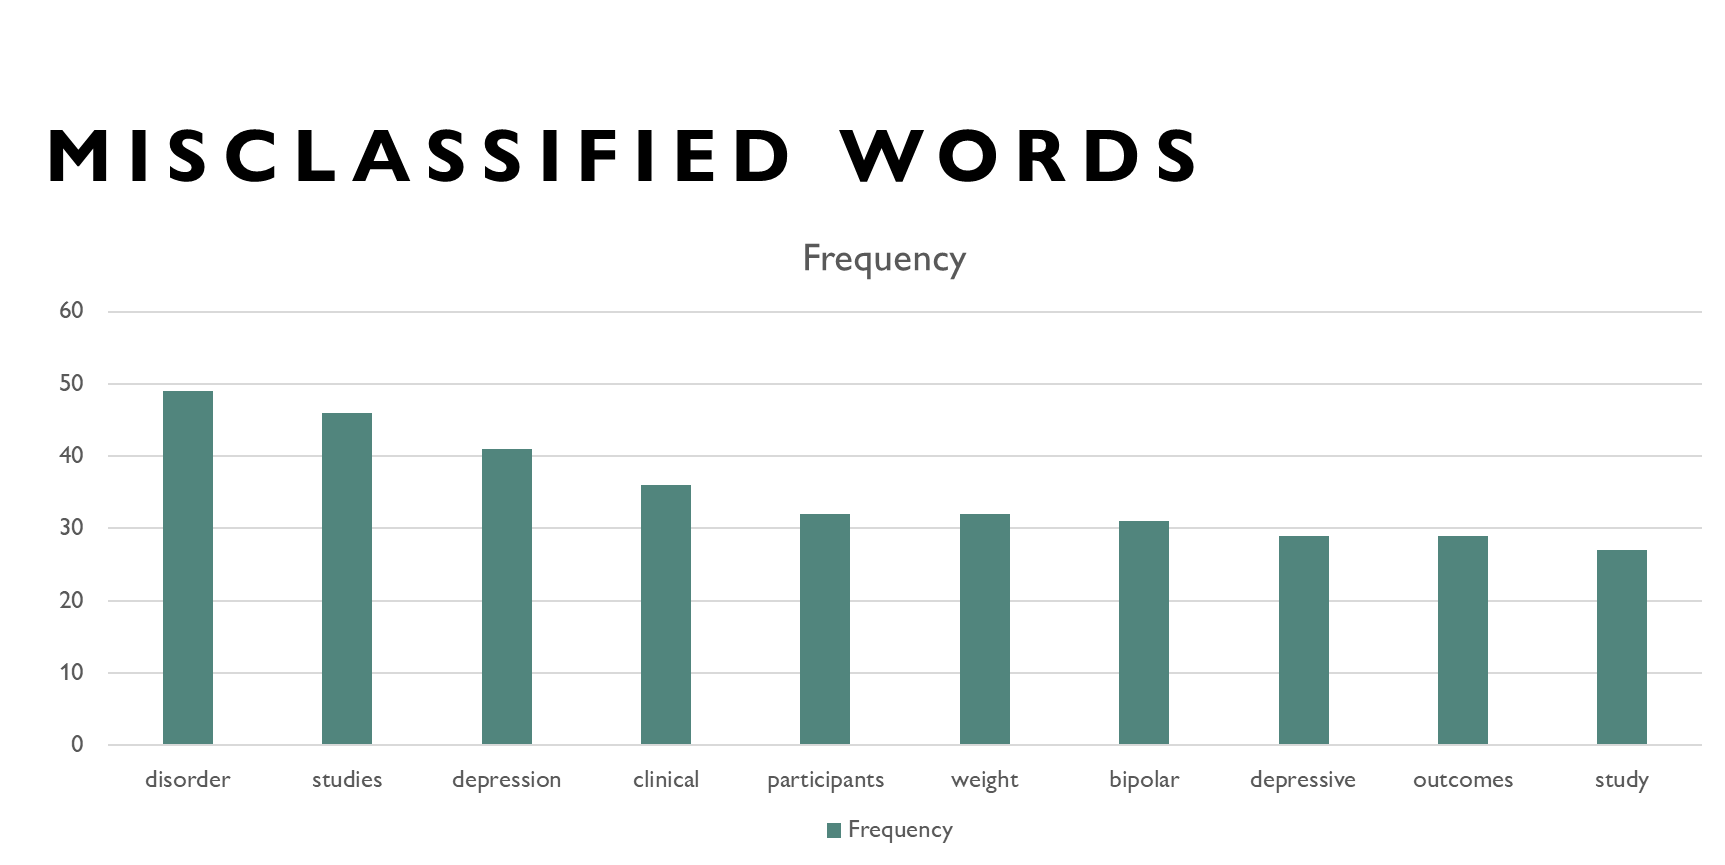 MISCLASSIFIED WORDS
Frequency
60
50
40
30
20
10
0
disorder studies depression clinical participants weight bipolar depressive outcomes study
Frequency